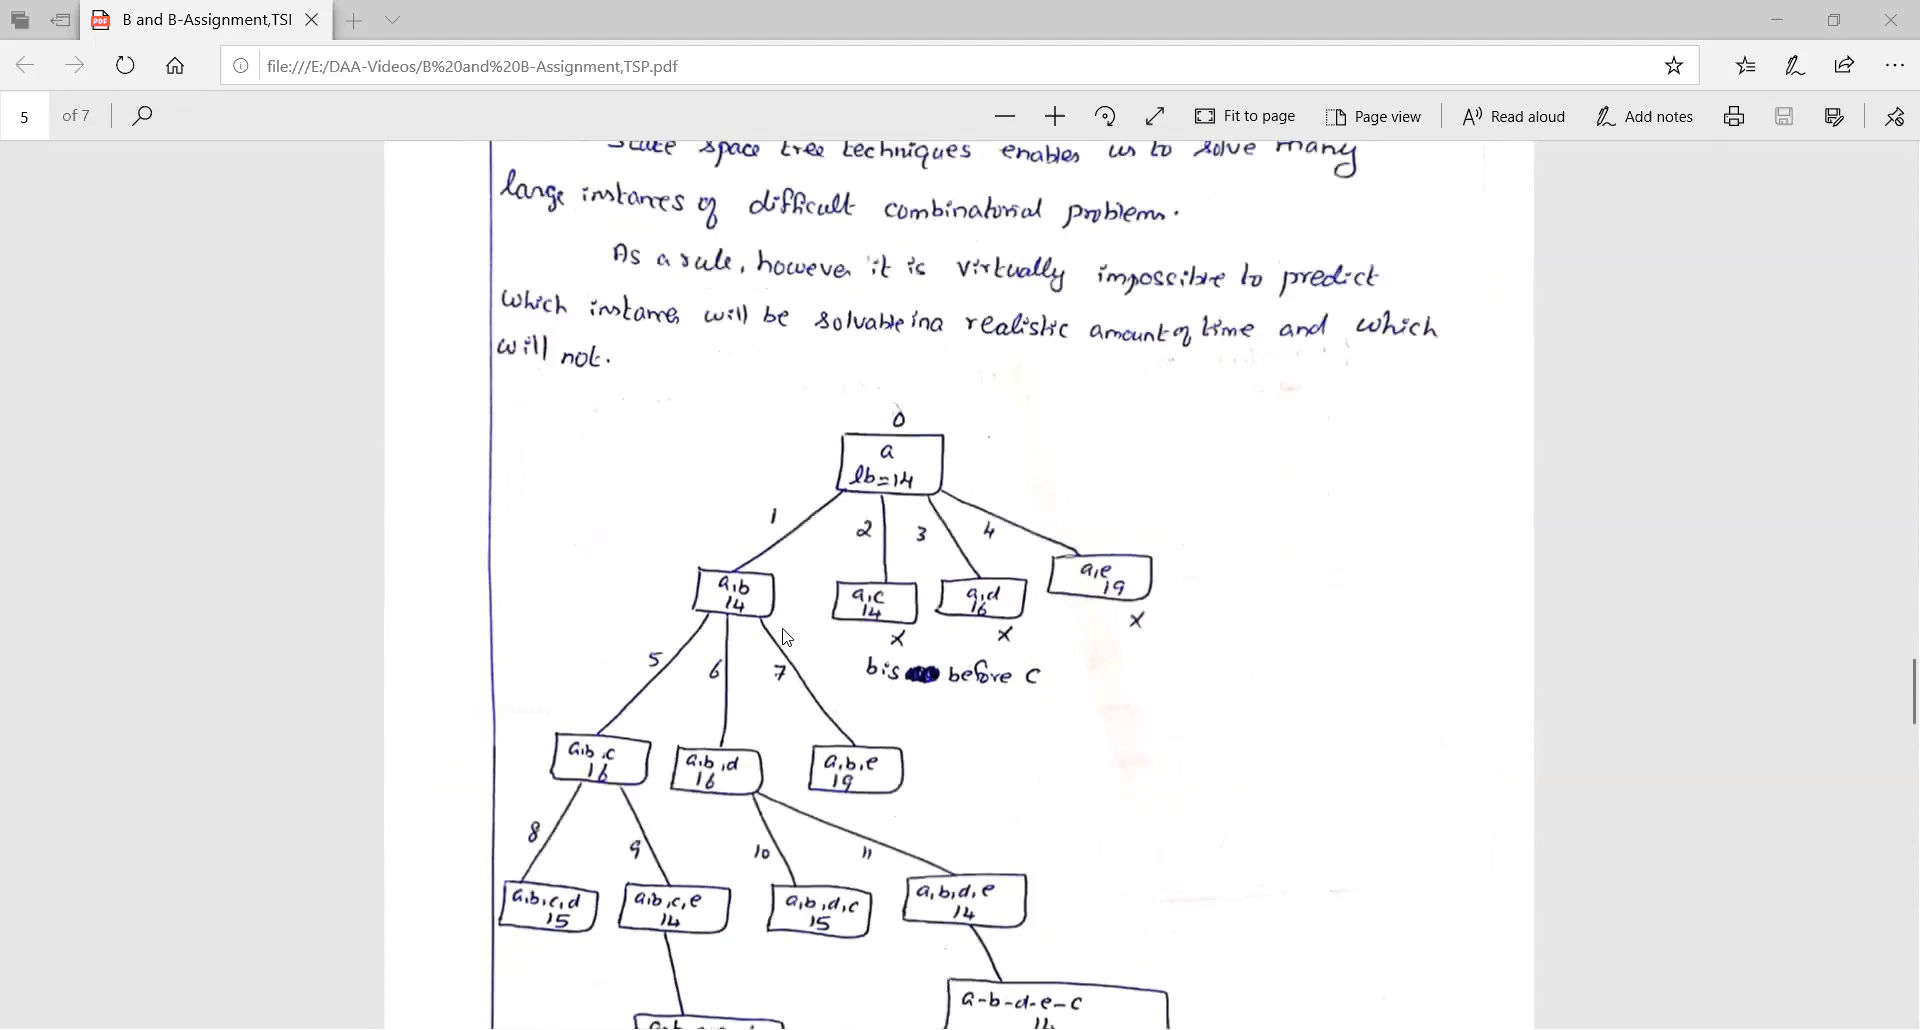 B and B-Assignment,TSI
file:///E:/DAA-Videos/B%20and%20B-Assignment,TSP.pdf
5 of 7
Fit to page
Page view
Read aloud
Add notes
State space tree techniques enables us to solve many
large instances of difficult combinatorial problems.
As a rule, however it is virtually impossible to predict
which instances will be solvable in a realistic amount of time and which
will not.
0
a
lb=14
1 2 3 4
a,b
14
a,c
14
X
a,d
16
X
a,e
19
X
b is before c
5 6 7
a,b,c
16
a,b,d
16
a,b,e
19
8 9 10 11
a,b,c,d
15
a,b,c,e
14
a,b,d,c
15
a,b,d,e
14
a-b-d-e-c
14